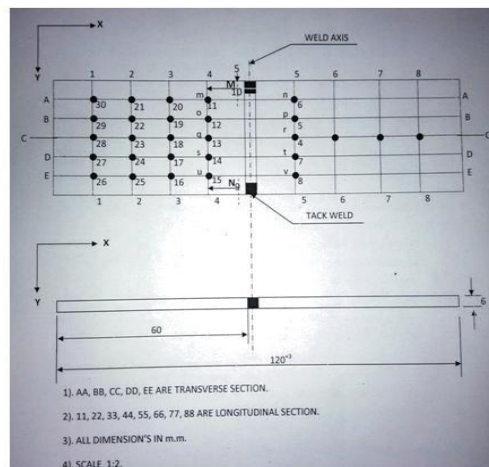 X
WELD AXIS
Y
5
1 2 3 4 5 6 7 8
M
A m 10 n A
30 21 20 11 6
B o p B
29 22 19 12 5
C q r C
28 23 18 13 4
D s t D
27 24 17 14 7
E u N v E
26 25 16 15 9 8
1 2 3 4 5 6 7 8
TACK WELD
X
Y
6
60
120⁺³
1). AA, BB, CC, DD, EE ARE TRANSVERSE SECTION.
2). 11, 22, 33, 44, 55, 66, 77, 88 ARE LONGITUDINAL SECTION.
3). ALL DIMENSION'S IN m.m.
4). SCALE 1:2.